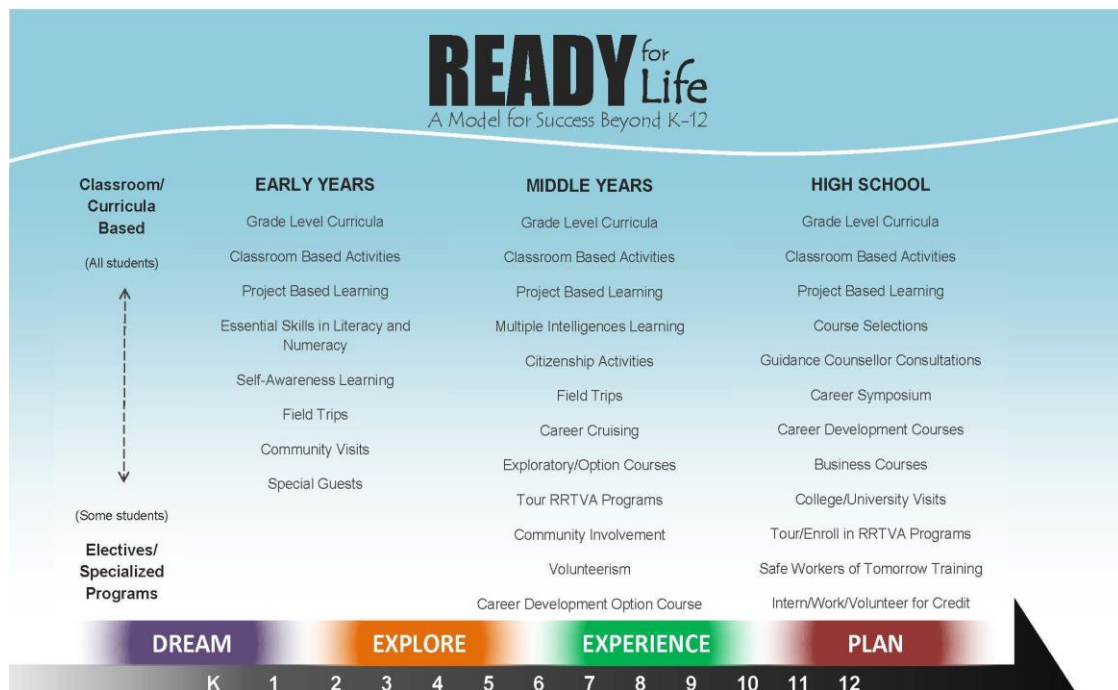 READY for Life
A Model for Success Beyond K-12
Classroom/
Curricula
Based
(All students)
(Some students)
Electives/
Specialized
Programs
EARLY YEARS
Grade Level Curricula
Classroom Based Activities
Project Based Learning
Essential Skills in Literacy and
Numeracy
Self-Awareness Learning
Field Trips
Community Visits
Special Guests
MIDDLE YEARS
Grade Level Curricula
Classroom Based Activities
Project Based Learning
Multiple Intelligences Learning
Citizenship Activities
Field Trips
Career Cruising
Exploratory/Option Courses
Tour RRTVA Programs
Community Involvement
Volunteerism
Career Development Option Course
HIGH SCHOOL
Grade Level Curricula
Classroom Based Activities
Project Based Learning
Course Selections
Guidance Counsellor Consultations
Career Symposium
Career Development Courses
Business Courses
College/University Visits
Tour/Enroll in RRTVA Programs
Safe Workers of Tomorrow Training
Intern/Work/Volunteer for Credit
DREAM EXPLORE EXPERIENCE PLAN
K 1 2 3 4 5 6 7 8 9 10 11 12